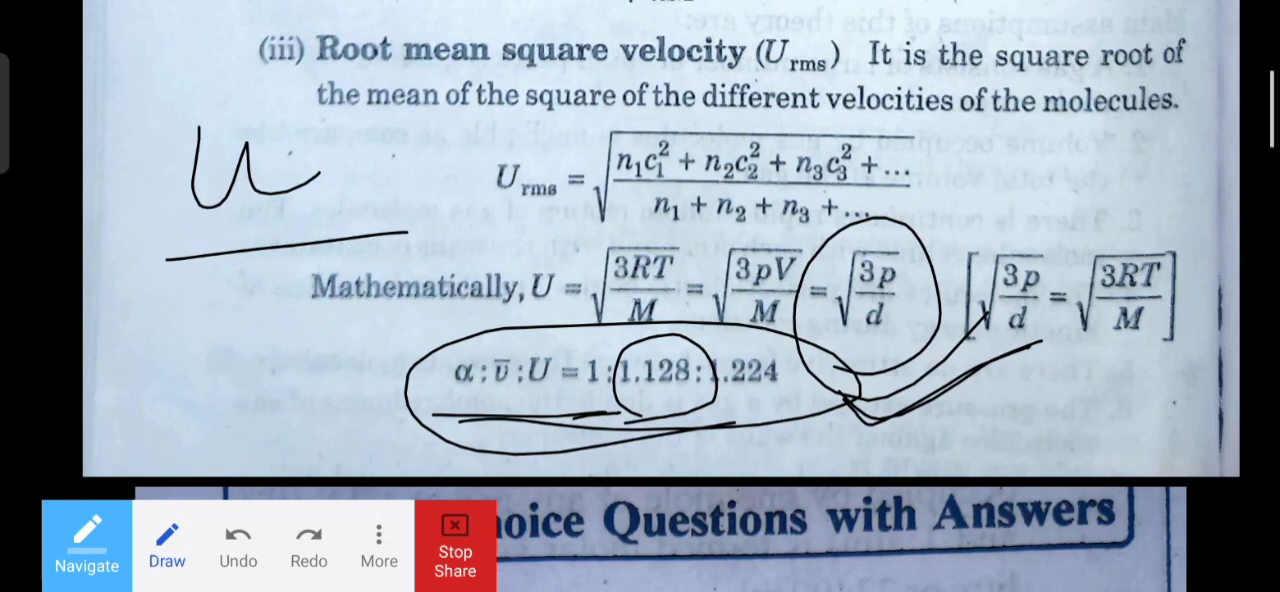 (iii) Root mean square velocity (U rms) It is the square root of
the mean of the square of the different velocities of the molecules.
U
U rms = √(n₁c₁² + n₂c₂² + n₃c₃² + ... / n₁ + n₂ + n₃ + ...)
Mathematically, U = √(3RT/M) = √(3pV/M) = √(3p/d) [√(3p/d) = √(3RT/M)]
α : v̅ : U = 1 : 1.128 : 1.224
oice Questions with Answers
Navigate Draw Undo Redo More Stop
Share